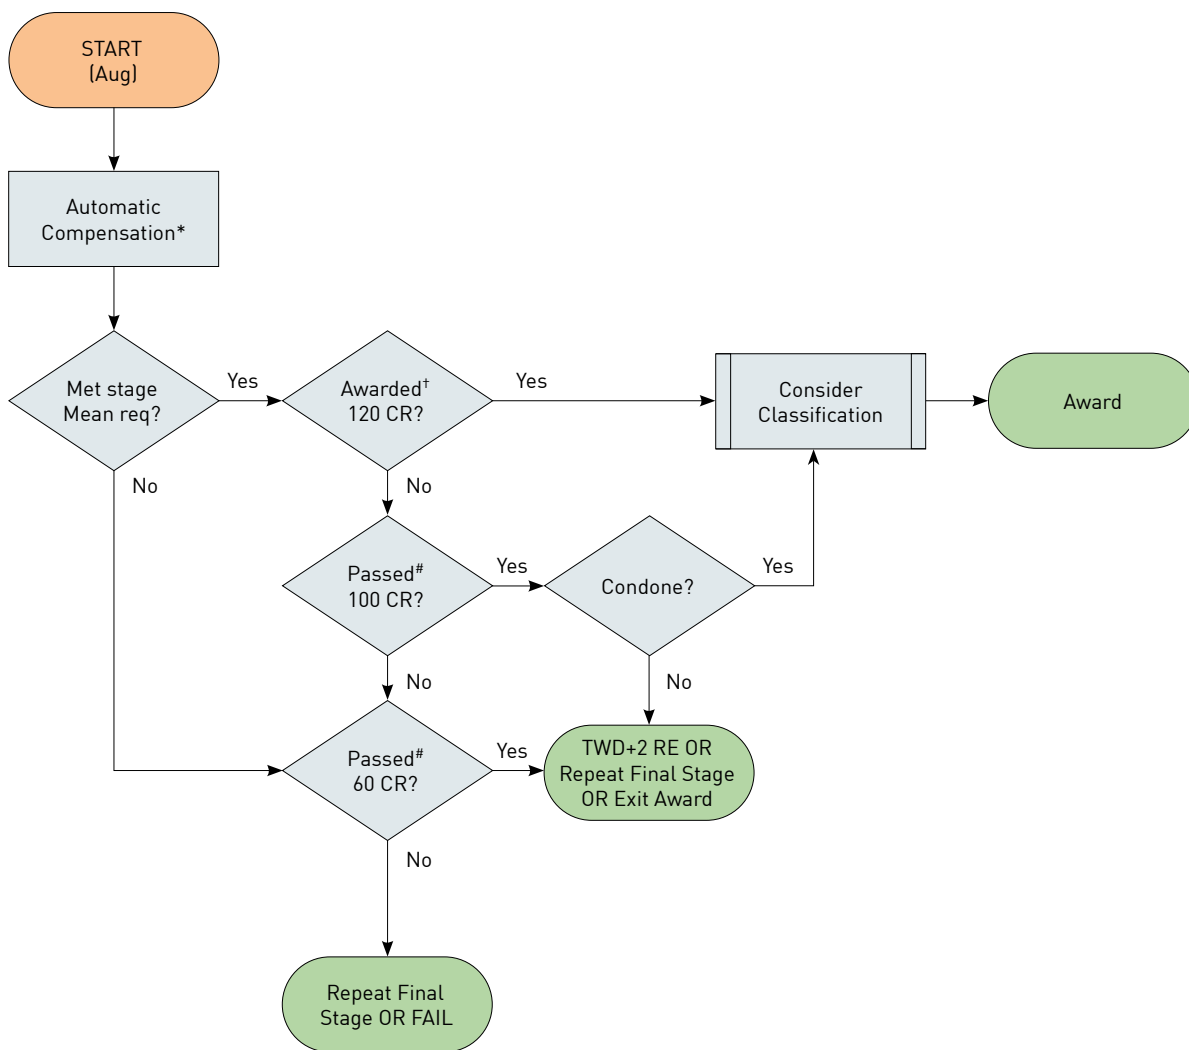 START
(Aug)
Automatic
Compensation*
Met stage
Mean req?
Yes
Awarded†
120 CR?
Yes
Consider
Classification
Award
No
No
Passed#
100 CR?
Yes
Condone?
Yes
No
No
Passed#
60 CR?
Yes
TWD+2 RE OR
Repeat Final Stage
OR Exit Award
No
Repeat Final
Stage OR FAIL